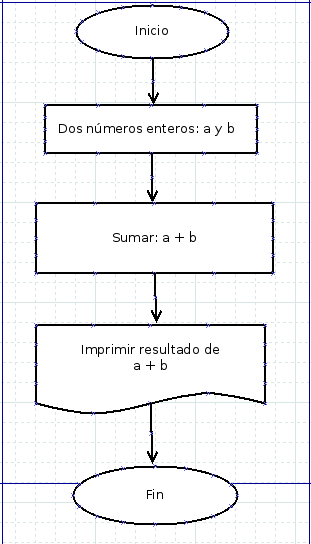 Inicio
Dos números enteros: a y b
Sumar: a + b
Imprimir resultado de
a + b
Fin